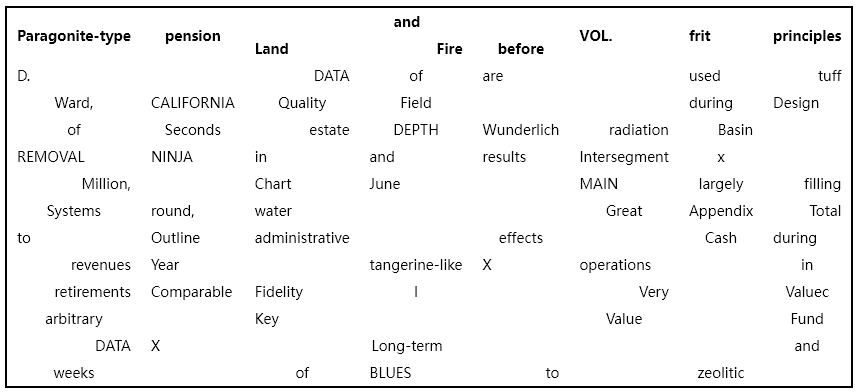 and
Paragonite-type pension Land Fire before VOL. frit principles
D. DATA of are used tuff
Ward, CALIFORNIA Quality Field during Design
of Seconds estate DEPTH Wunderlich radiation Basin
REMOVAL NINJA in and results Intersegment x
Million, Chart June MAIN largely filling
Systems round, water Great Appendix Total
to Outline administrative effects Cash during
revenues Year tangerine-like X operations in
retirements Comparable Fidelity I Very Valuec
arbitrary Key Value Fund
DATA X Long-term and
weeks of BLUES to zeolitic